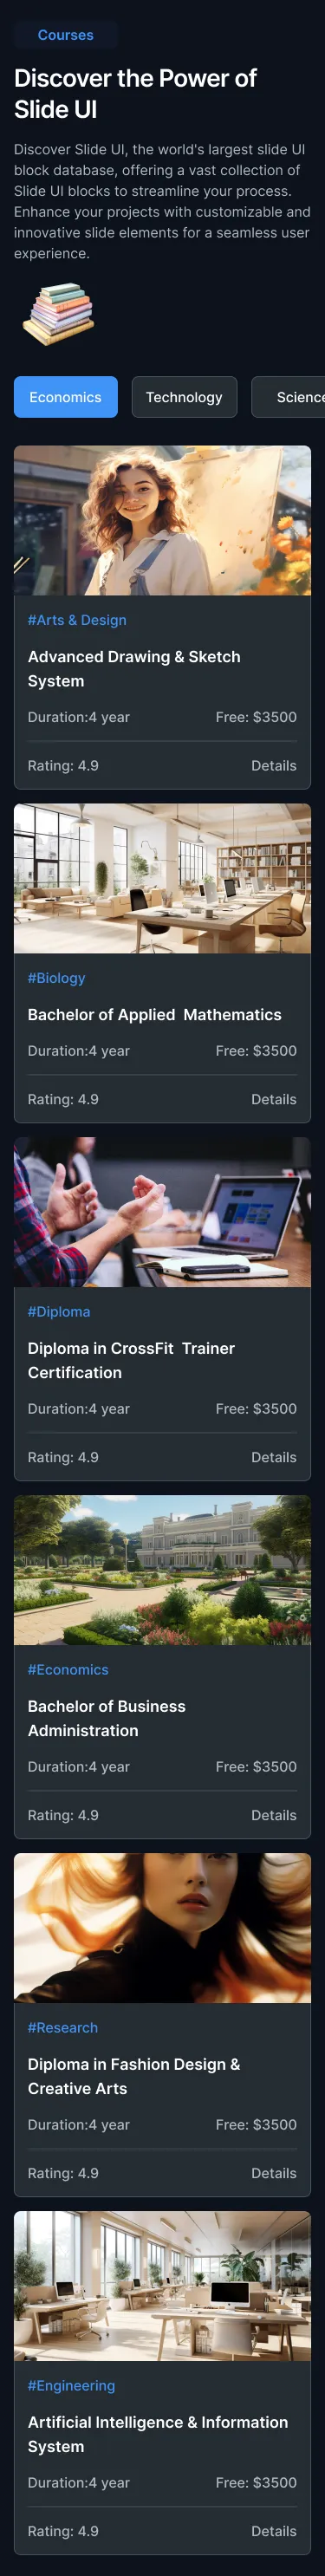 Courses
Discover the Power of
Slide UI
Discover Slide UI, the world's largest slide UI
block database, offering a vast collection of
Slide UI blocks to streamline your process.
Enhance your projects with customizable and
innovative slide elements for a seamless user
experience.
Economics Technology Science
#Arts & Design
Advanced Drawing & Sketch
System
Duration:4 year Free: $3500
Rating: 4.9 Details
#Biology
Bachelor of Applied  Mathematics
Duration:4 year Free: $3500
Rating: 4.9 Details
#Diploma
Diploma in CrossFit  Trainer
Certification
Duration:4 year Free: $3500
Rating: 4.9 Details
#Economics
Bachelor of Business
Administration
Duration:4 year Free: $3500
Rating: 4.9 Details
#Research
Diploma in Fashion Design &
Creative Arts
Duration:4 year Free: $3500
Rating: 4.9 Details
#Engineering
Artificial Intelligence & Information
System
Duration:4 year Free: $3500
Rating: 4.9 Details